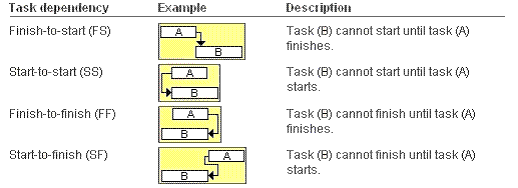 Task dependency Example Description
Finish-to-start (FS) A B Task (B) cannot start until task (A)
finishes.
Start-to-start (SS) A B Task (B) cannot start until task (A)
starts.
Finish-to-finish (FF) A B Task (B) cannot finish until task (A)
finishes.
Start-to-finish (SF) A B Task (B) cannot finish until task (A)
starts.